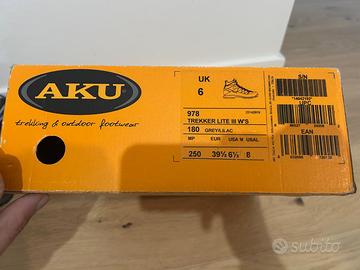 AKU
trekking & outdoor footwear
UK
6
978
TREKKER LITE III W'S
180 GREY/LILAC
MP EUR USA M USAL
250 39½ 6½ 8
S/N
UPC
EAN
subito